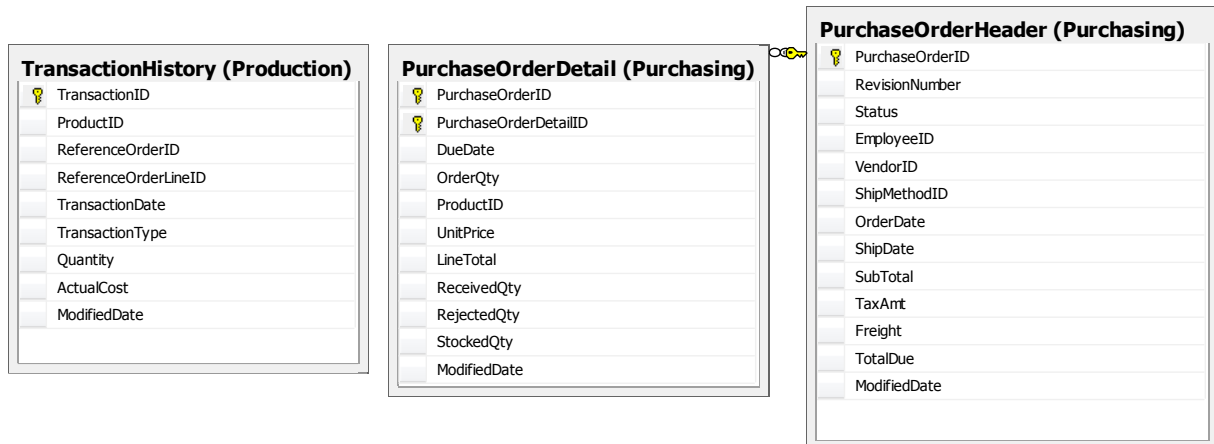 TransactionHistory (Production)
TransactionID
ProductID
ReferenceOrderID
ReferenceOrderLineID
TransactionDate
TransactionType
Quantity
ActualCost
ModifiedDate
PurchaseOrderDetail (Purchasing)
PurchaseOrderID
PurchaseOrderDetailID
DueDate
OrderQty
ProductID
UnitPrice
LineTotal
ReceivedQty
RejectedQty
StockedQty
ModifiedDate
PurchaseOrderHeader (Purchasing)
PurchaseOrderID
RevisionNumber
Status
EmployeeID
VendorID
ShipMethodID
OrderDate
ShipDate
SubTotal
TaxAmt
Freight
TotalDue
ModifiedDate